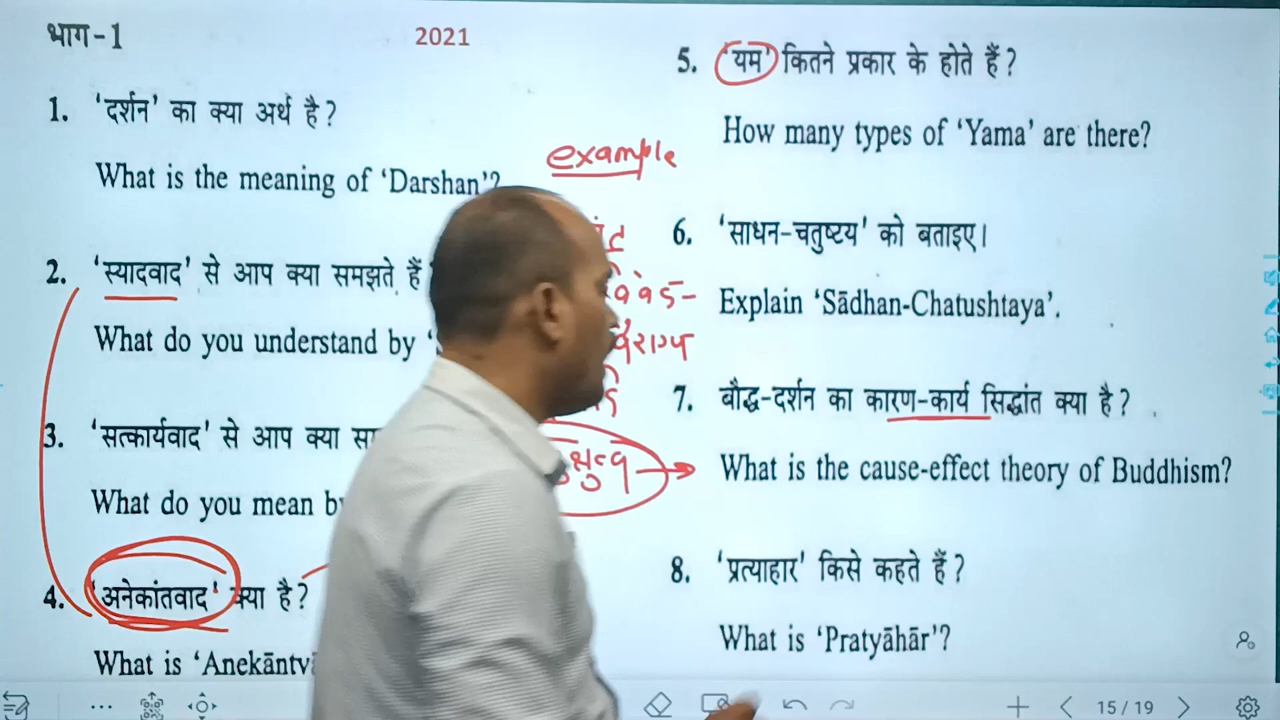 भाग-1
2021
1. 'दर्शन' का क्या अर्थ है?
What is the meaning of 'Darshan'?
2. 'स्यादवाद' से आप क्या समझते हैं
What do you understand by
3. 'सत्कार्यवाद' से आप क्या
What do you mean
4. 'अनेकांतवाद' क्या है?
What is
example
5. 'यम' कितने प्रकार के होते हैं?
How many types of 'Yama' are there?
6. 'साधन-चतुष्टय' को बताइए।
Explain 'Sādhan-Chatushtaya'.
7. बौद्ध-दर्शन का कारण-कार्य सिद्धांत क्या है?
What is the cause-effect theory of Buddhism?
8. 'प्रत्याहार' किसे कहते हैं?
What is 'Pratyāhār'?
15 / 19